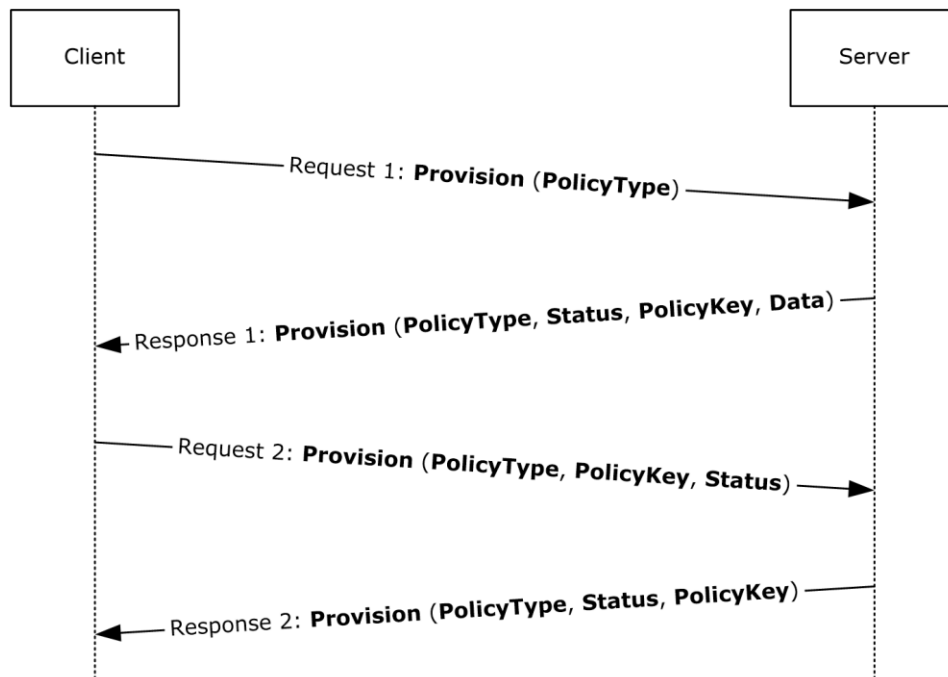 Client
Server
Request 1: Provision (PolicyType)
Response 1: Provision (PolicyType, Status, PolicyKey, Data)
Request 2: Provision (PolicyType, PolicyKey, Status)
Response 2: Provision (PolicyType, Status, PolicyKey)